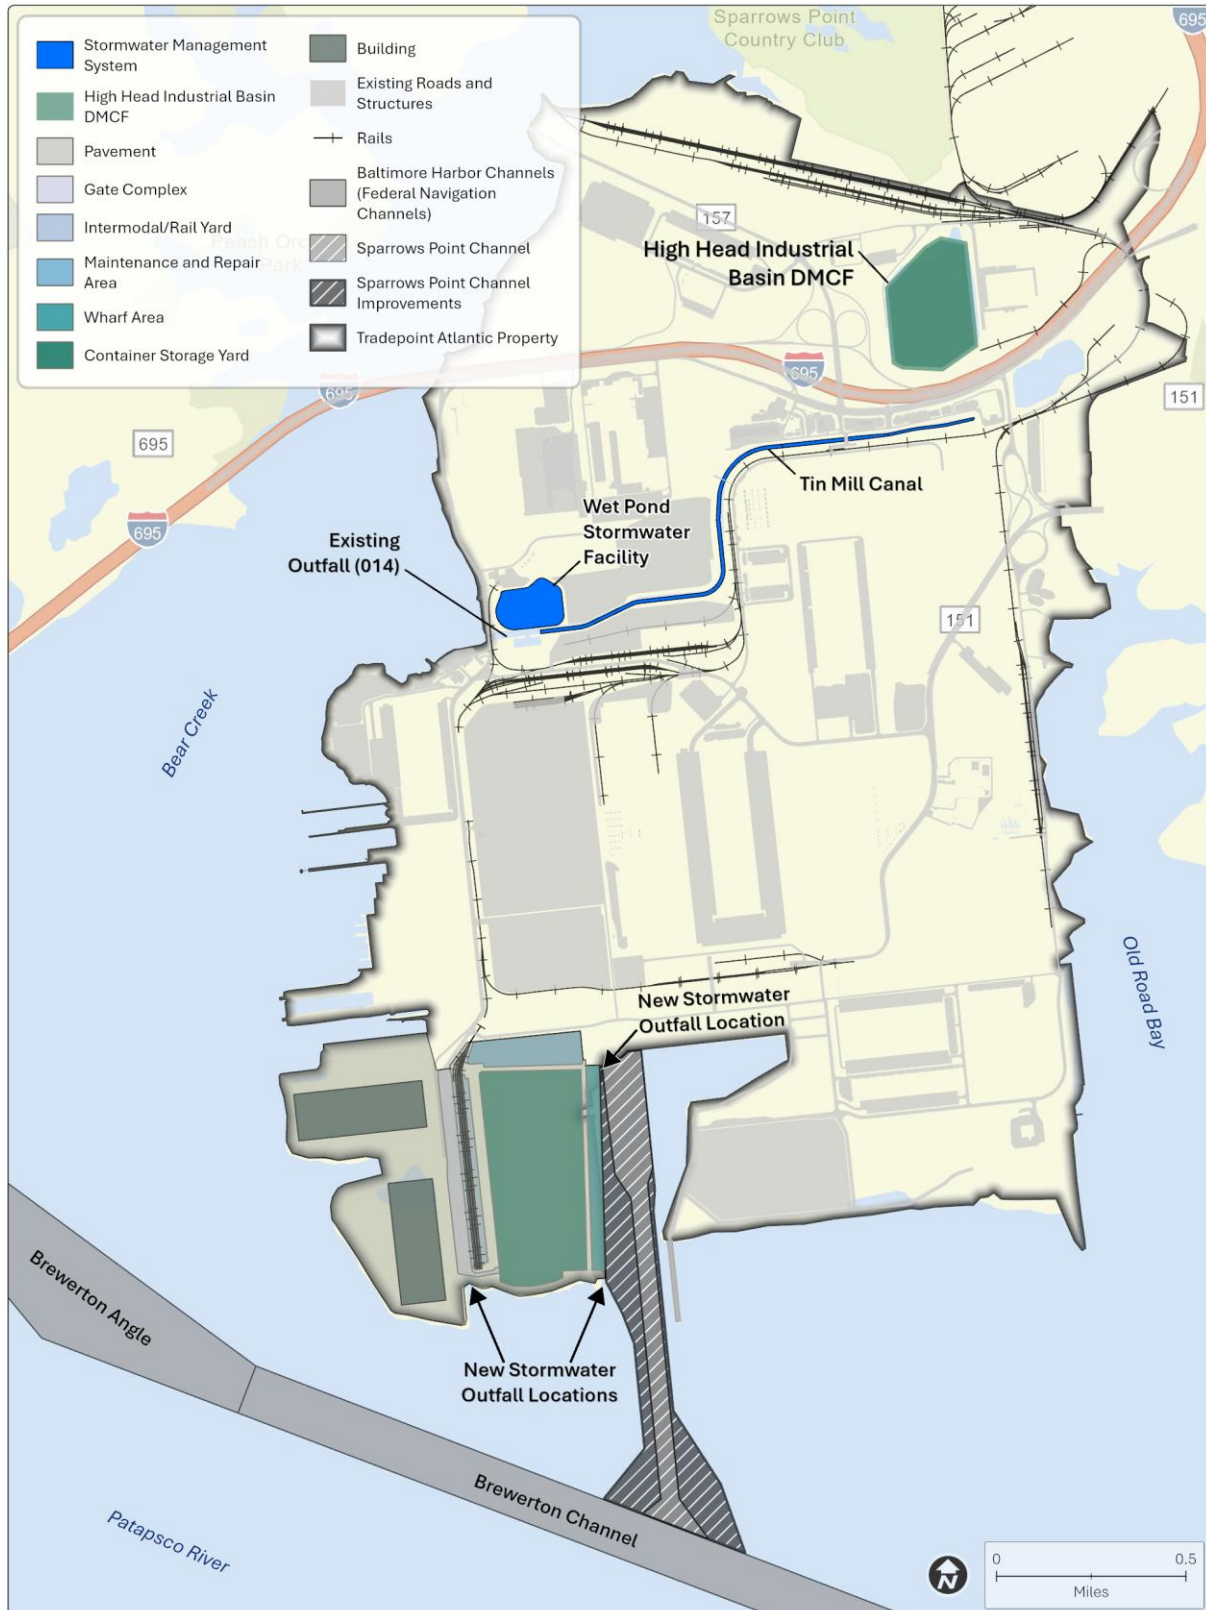 Sparrows Point
Country Club
695
Stormwater Management
System
High Head Industrial Basin
DMCF
Pavement
Gate Complex
Intermodal/Rail Yard
Maintenance and Repair
Area
Wharf Area
Container Storage Yard
Building
Existing Roads and
Structures
Rails
Baltimore Harbor Channels
(Federal Navigation
Channels)
Sparrows Point Channel
Sparrows Point Channel
Improvements
Tradepoint Atlantic Property
157
High Head Industrial
Basin DMCF
695
695
151
695
695
Tin Mill Canal
Wet Pond
Stormwater
Facility
Existing
Outfall (014)
151
Bear Creek
Old Road Bay
New Stormwater
Outfall Location
Brewerton Angle
New Stormwater
Outfall Locations
Brewerton Channel
Patapsco River
N
0
0.5
Miles